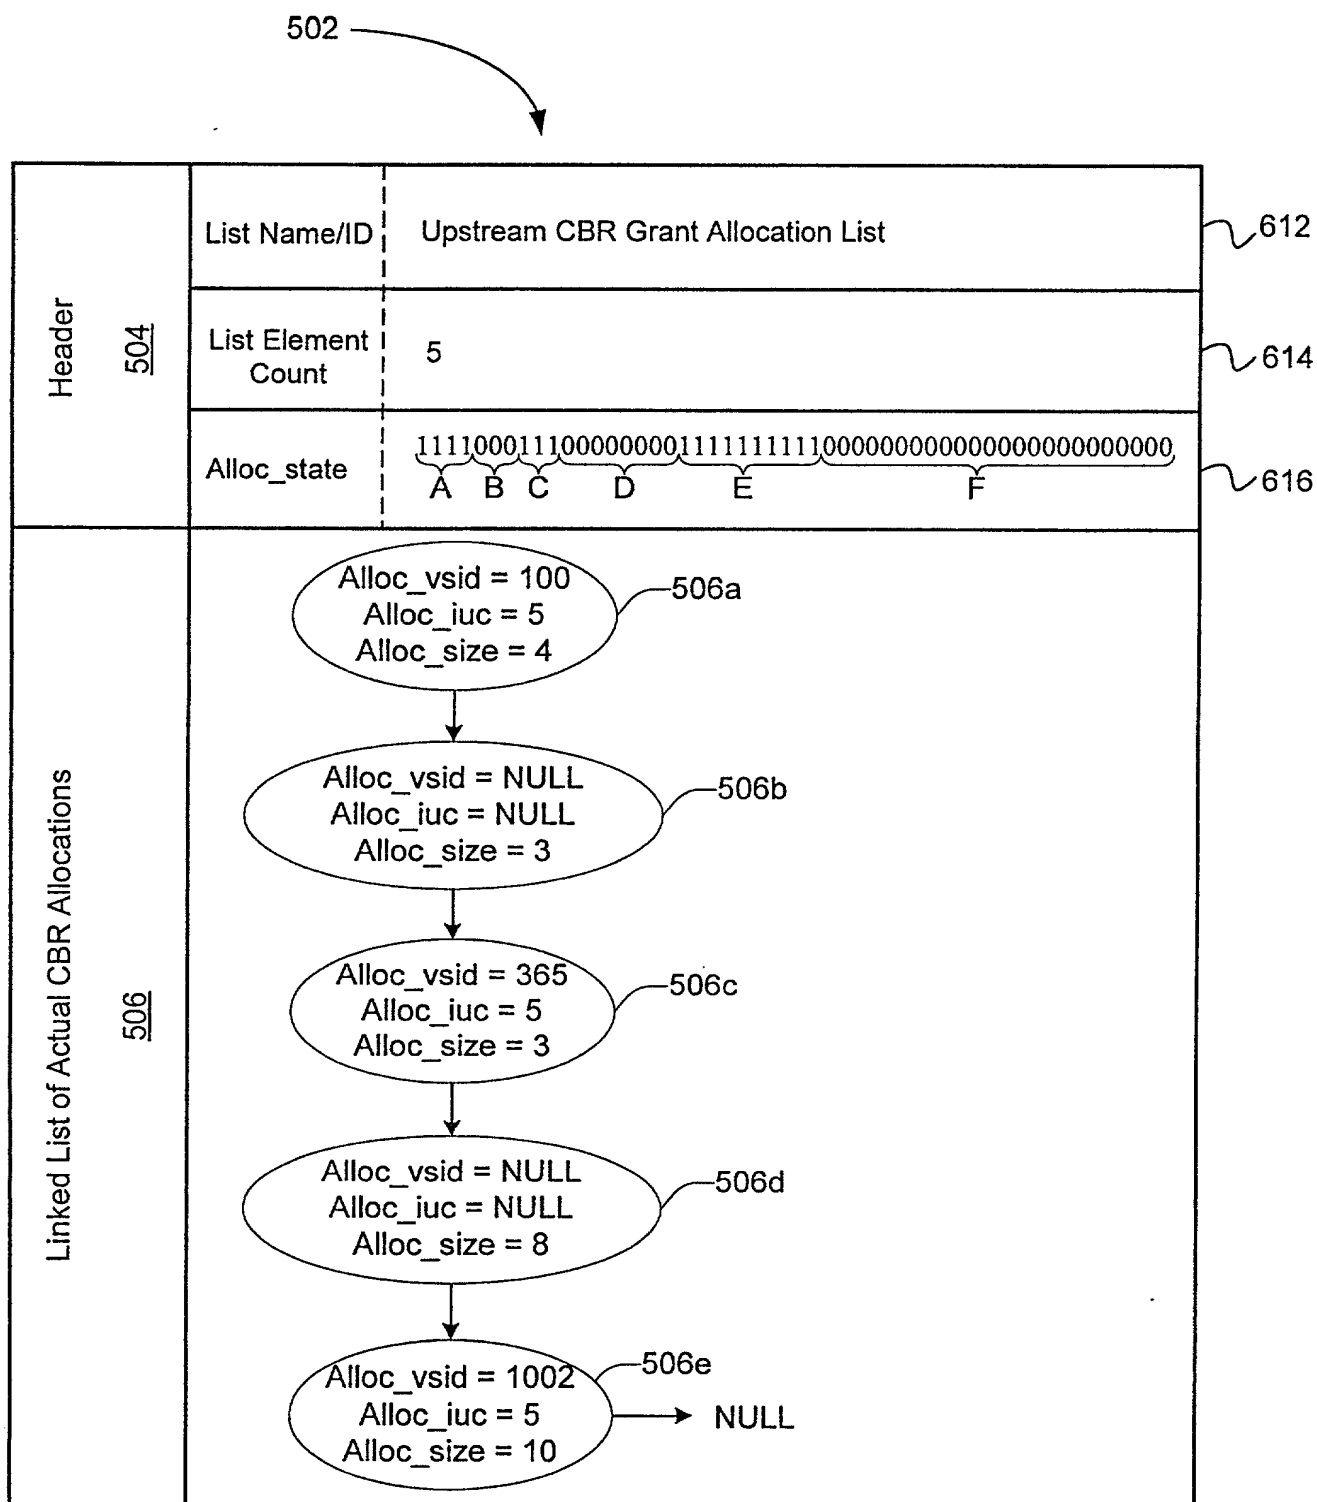 502
Header
504
List Name/ID
Upstream CBR Grant Allocation List
612
List Element
Count
5
614
Alloc_state
1111000111000000001111111111000000000000000000000000
A B C D E F
616
Linked List of Actual CBR Allocations
506
Alloc_vsid = 100
Alloc_iuc = 5
Alloc_size = 4
506a
Alloc_vsid = NULL
Alloc_iuc = NULL
Alloc_size = 3
506b
Alloc_vsid = 365
Alloc_iuc = 5
Alloc_size = 3
506c
Alloc_vsid = NULL
Alloc_iuc = NULL
Alloc_size = 8
506d
Alloc_vsid = 1002
Alloc_iuc = 5
Alloc_size = 10
506e
NULL